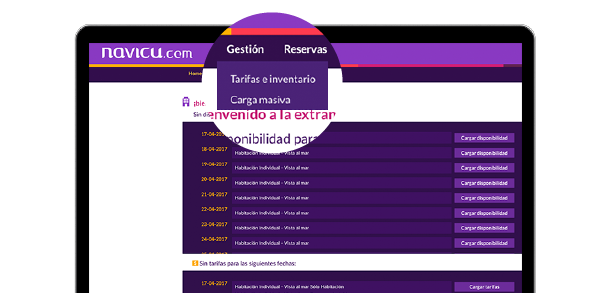 navicu.com
Gestión Reservas
Home
Tarifas e inventario
Carga masiva
¡bie
envenido a la extran
Sin di
ponibilidad para
17-04-2017 Cargar disponibilidad
18-04-2017 Habitación Individual - Vista al mar Cargar disponibilidad
19-04-2017 Habitación Individual - Vista al mar Cargar disponibilidad
20-04-2017 Habitación Individual - Vista al mar Cargar disponibilidad
21-04-2017 Habitación Individual - Vista al mar Cargar disponibilidad
22-04-2017 Habitación Individual - Vista al mar Cargar disponibilidad
23-04-2017 Habitación Individual - Vista al mar Cargar disponibilidad
24-04-2017 Habitación Individual - Vista al mar Cargar disponibilidad
Sin tarifas para las siguientes fechas:
17-04-2017 Habitación Individual - Vista al mar Sólo Habitación Cargar tarifas